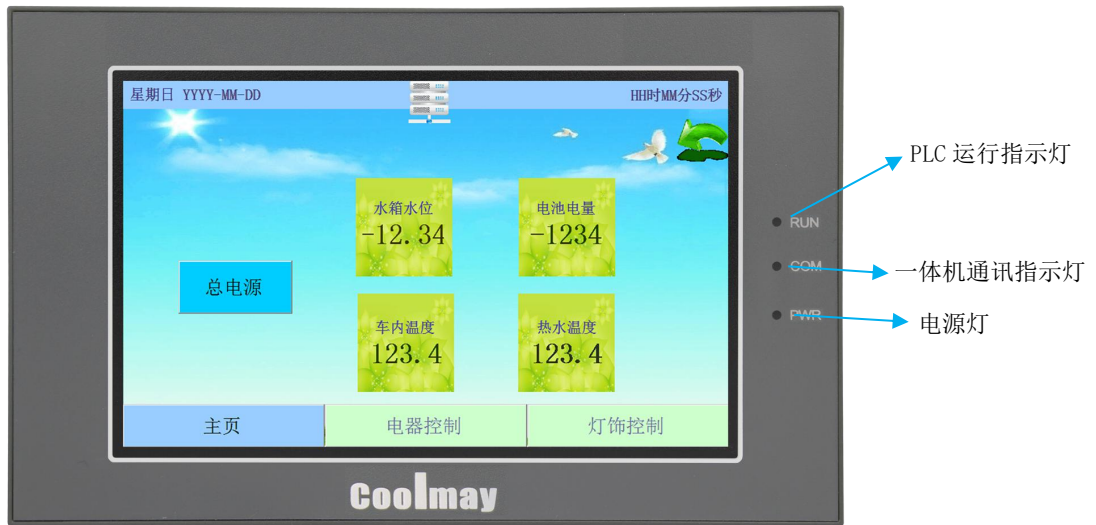 星期日 YYYY-MM-DD
HH时MM分SS秒
水箱水位
-12.34
电池电量
-1234
总电源
车内温度
123.4
热水温度
123.4
主页
电器控制
灯饰控制
Coolmay
RUN
COM
PWR
PLC 运行指示灯
一体机通讯指示灯
电源灯